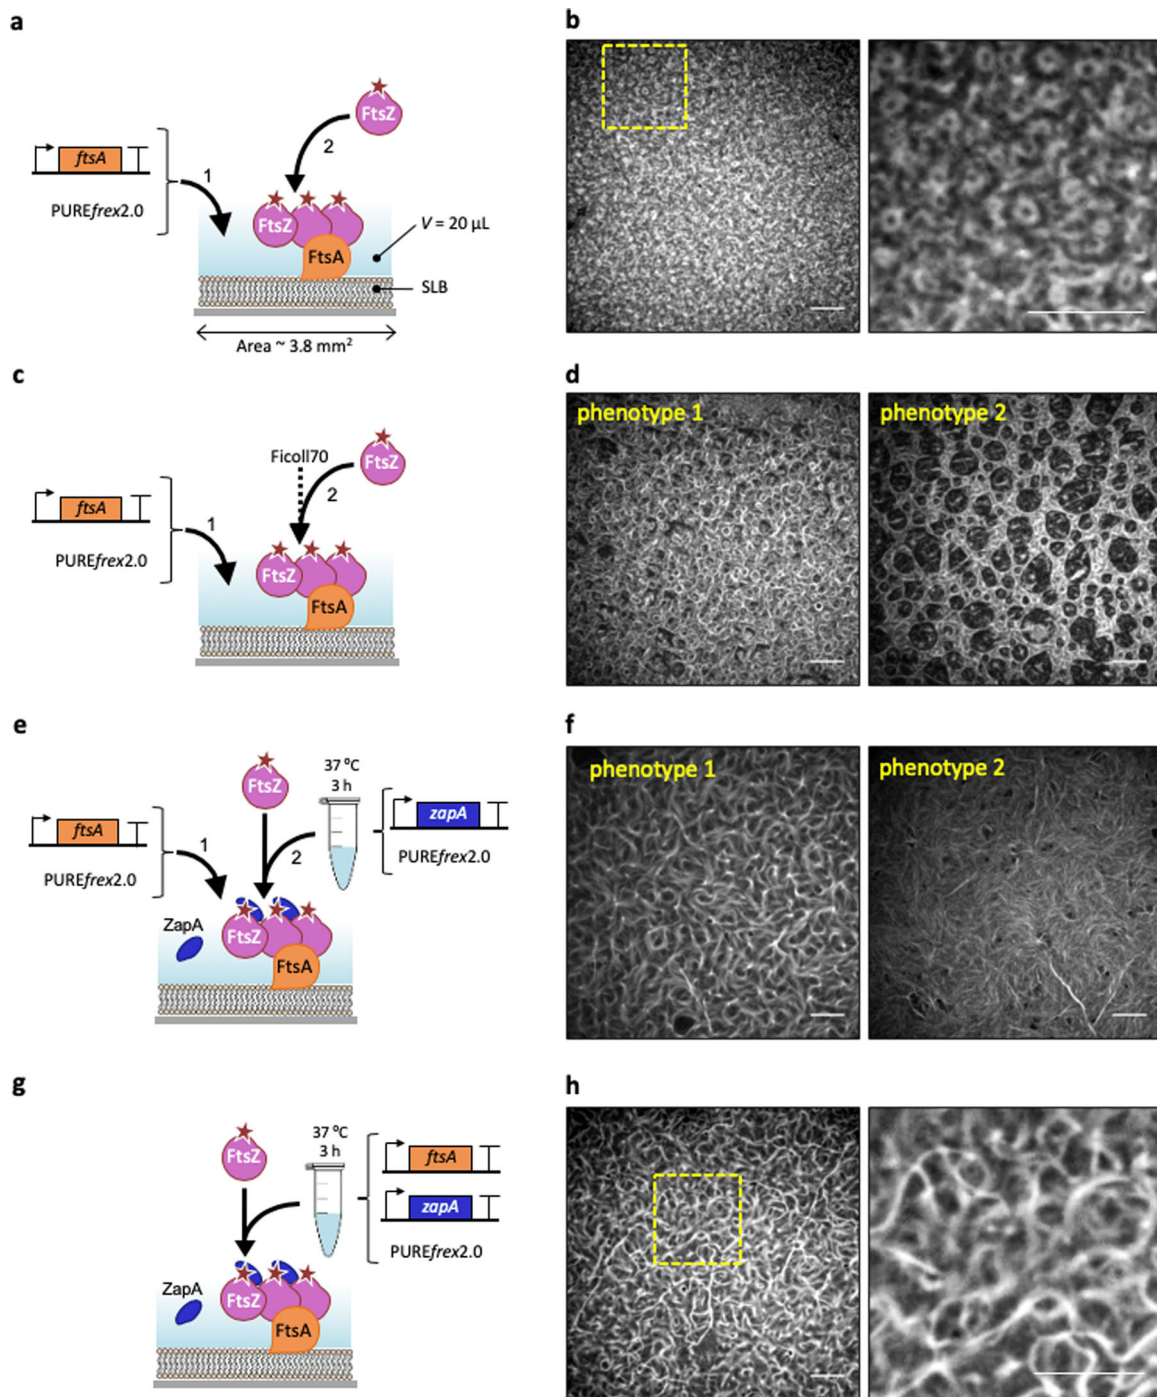 a
b
FtsZ
ftsA
2
1
PUREfrex2.0
FtsZ
V = 20 µL
FtsA
SLB
Area ~ 3.8 mm²
c
d
phenotype 1
phenotype 2
Ficoll70
FtsZ
2
ftsA
1
PUREfrex2.0
FtsZ
FtsA
e
f
phenotype 1
phenotype 2
37 ⁰C
3 h
FtsZ
zapA
ftsA
1
2
PUREfrex2.0
PUREfrex2.0
ZapA
FtsZ
FtsA
g
h
37 ⁰C
3 h
FtsZ
ftsA
zapA
PUREfrex2.0
ZapA
FtsZ
FtsA